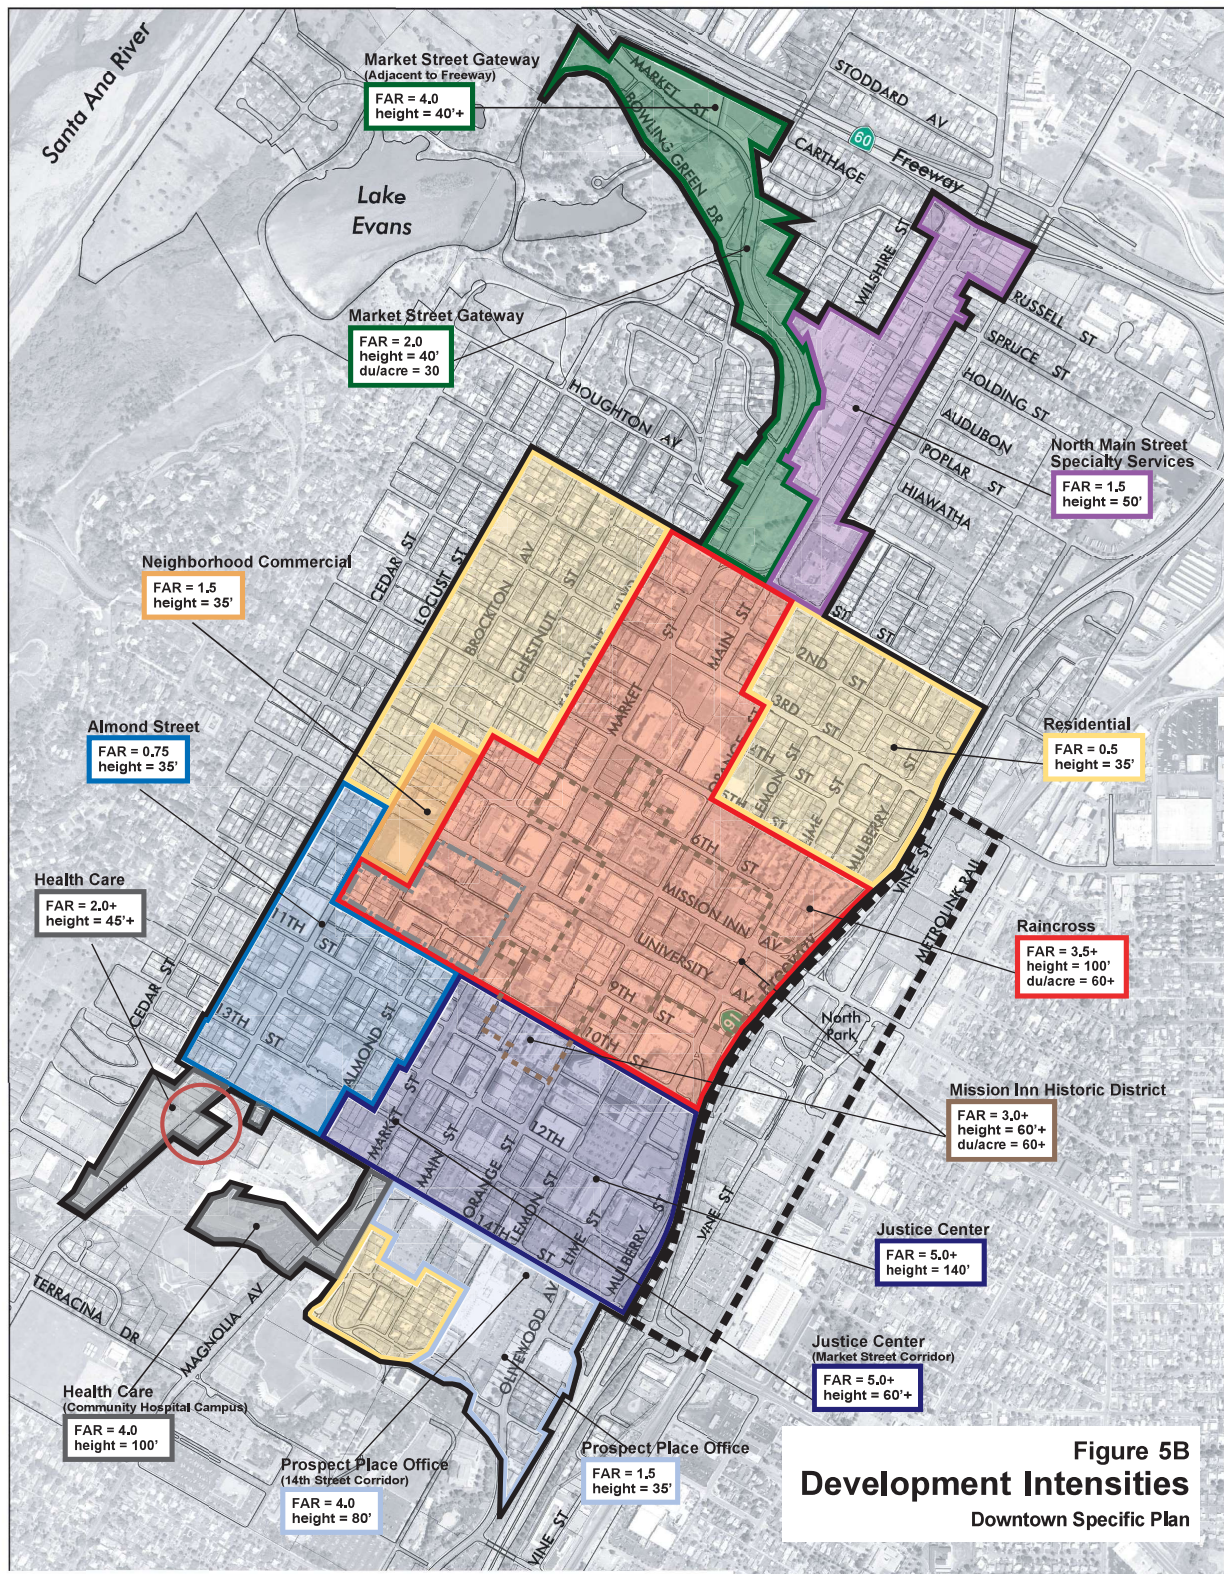 Santa Ana River
Market Street Gateway
(Adjacent to Freeway)
FAR = 4.0
height = 40'+
MARKET ST
BOWLING GREEN DR
STODDARD AV
60
Freeway
CARTHAGE
Lake
Evans
WILSHIRE ST
Market Street Gateway
FAR = 2.0
height = 40'
du/acre = 30
RUSSELL ST
SPRUCE ST
HOLDING ST
AUDUBON
POPLAR ST
HIAWATHA
HOUGHTON AV
North Main Street
Specialty Services
FAR = 1.5
height = 50'
Neighborhood Commercial
FAR = 1.5
height = 35'
CEDAR ST
LOCUST ST
BROCKTON AV
CHESTNUT ST
MARKET ST
MAIN ST
ST
ST
2ND ST
3RD ST
Almond Street
FAR = 0.75
height = 35'
Residential
FAR = 0.5
height = 35'
MULBERRY ST
6TH ST
VINE ST
METROLINK RAIL
MISSION INN AV
UNIVERSITY AV
Health Care
FAR = 2.0+
height = 45'+
11TH ST
9TH ST
10TH ST
91
Raincross
FAR = 3.5+
height = 100'
du/acre = 60+
CEDAR ST
13TH ST
ALMOND ST
North
Park
Mission Inn Historic District
FAR = 3.0+
height = 60'+
du/acre = 60+
MARKET ST
MAIN ST
12TH
ORANGE ST
LEMON ST
LIME ST
14TH ST
MULBERRY ST
VINE ST
Justice Center
FAR = 5.0+
height = 140'
TERRACINA DR
MAGNOLIA AV
OLIVEWOOD AV
Justice Center
(Market Street Corridor)
FAR = 5.0+
height = 60'+
Health Care
(Community Hospital Campus)
FAR = 4.0
height = 100'
Prospect Place Office
(14th Street Corridor)
FAR = 4.0
height = 80'
Prospect Place Office
FAR = 1.5
height = 35'
VINE ST
Figure 5B
Development Intensities
Downtown Specific Plan